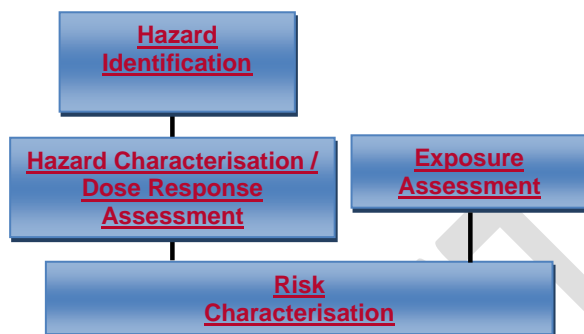 Hazard
Identification
Hazard Characterisation /
Dose Response
Assessment
Exposure
Assessment
Risk
Characterisation